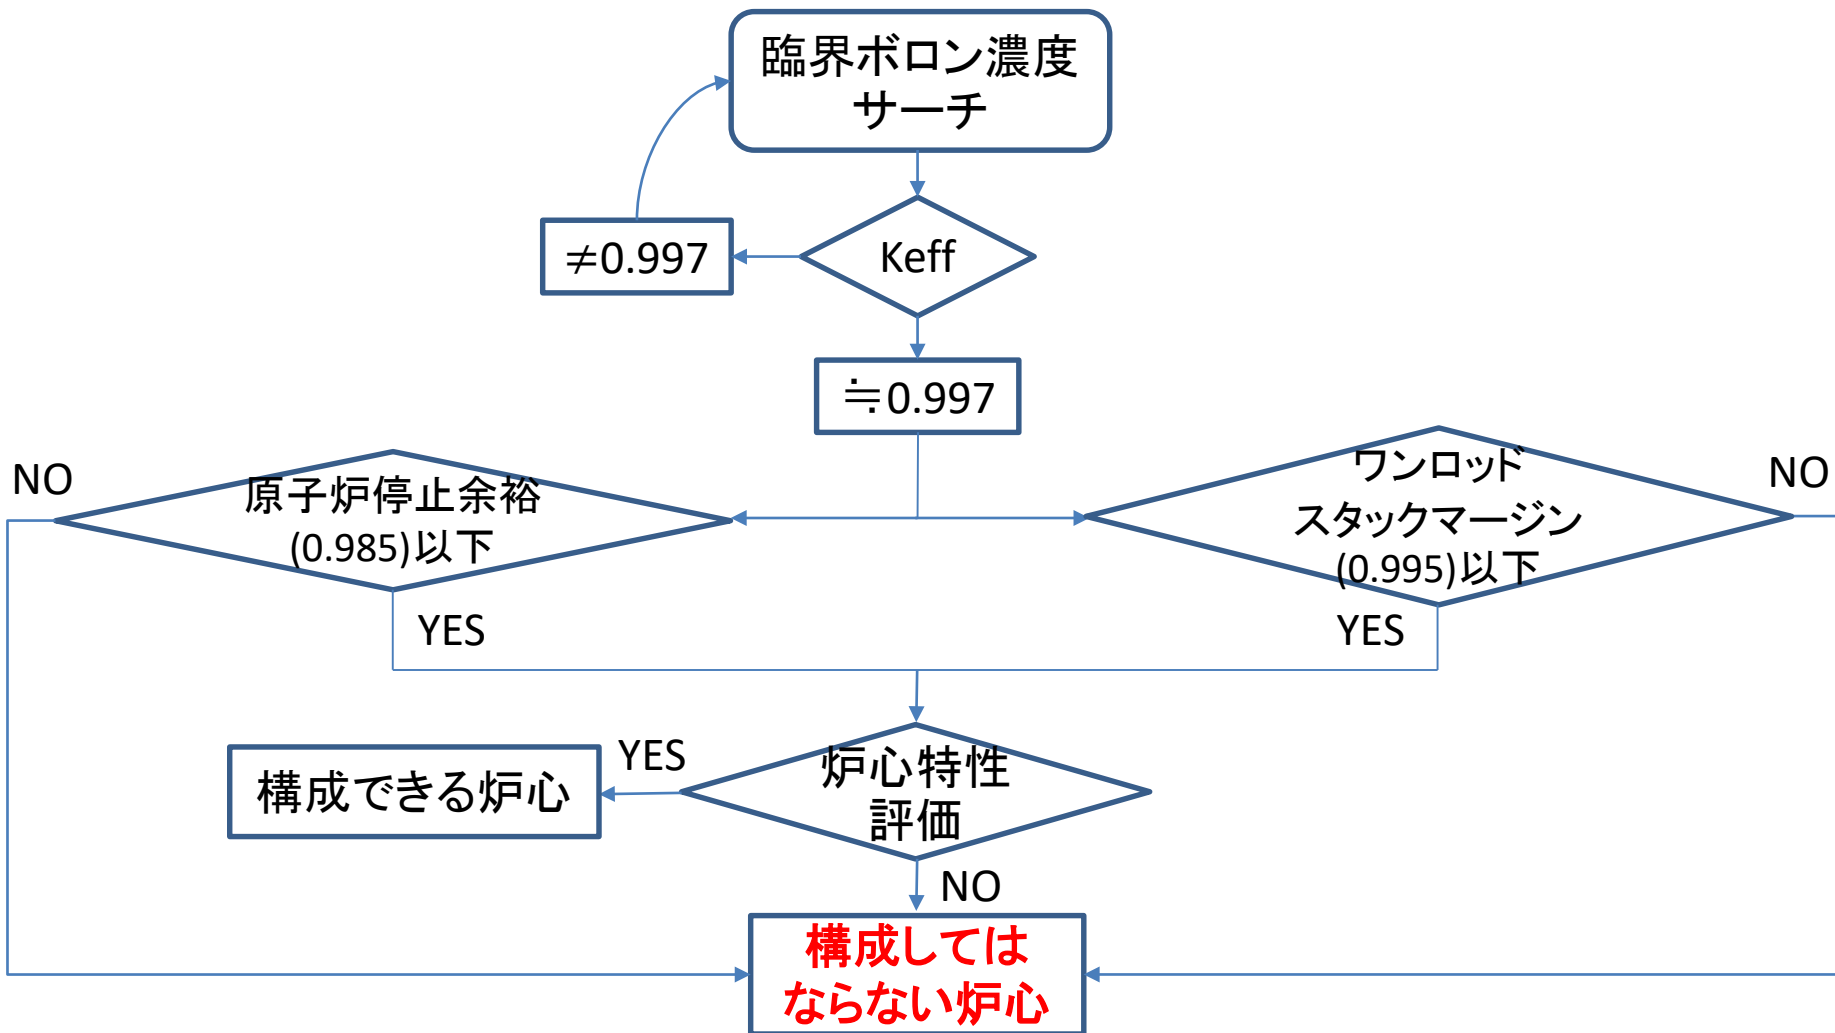 臨界ボロン濃度
サーチ
≠0.997
Keff
≒0.997
NO
原子炉停止余裕
(0.985)以下
ワンロッド
スタックマージン
(0.995)以下
NO
YES
YES
構成できる炉心
YES
炉心特性
評価
NO
構成しては
ならない炉心